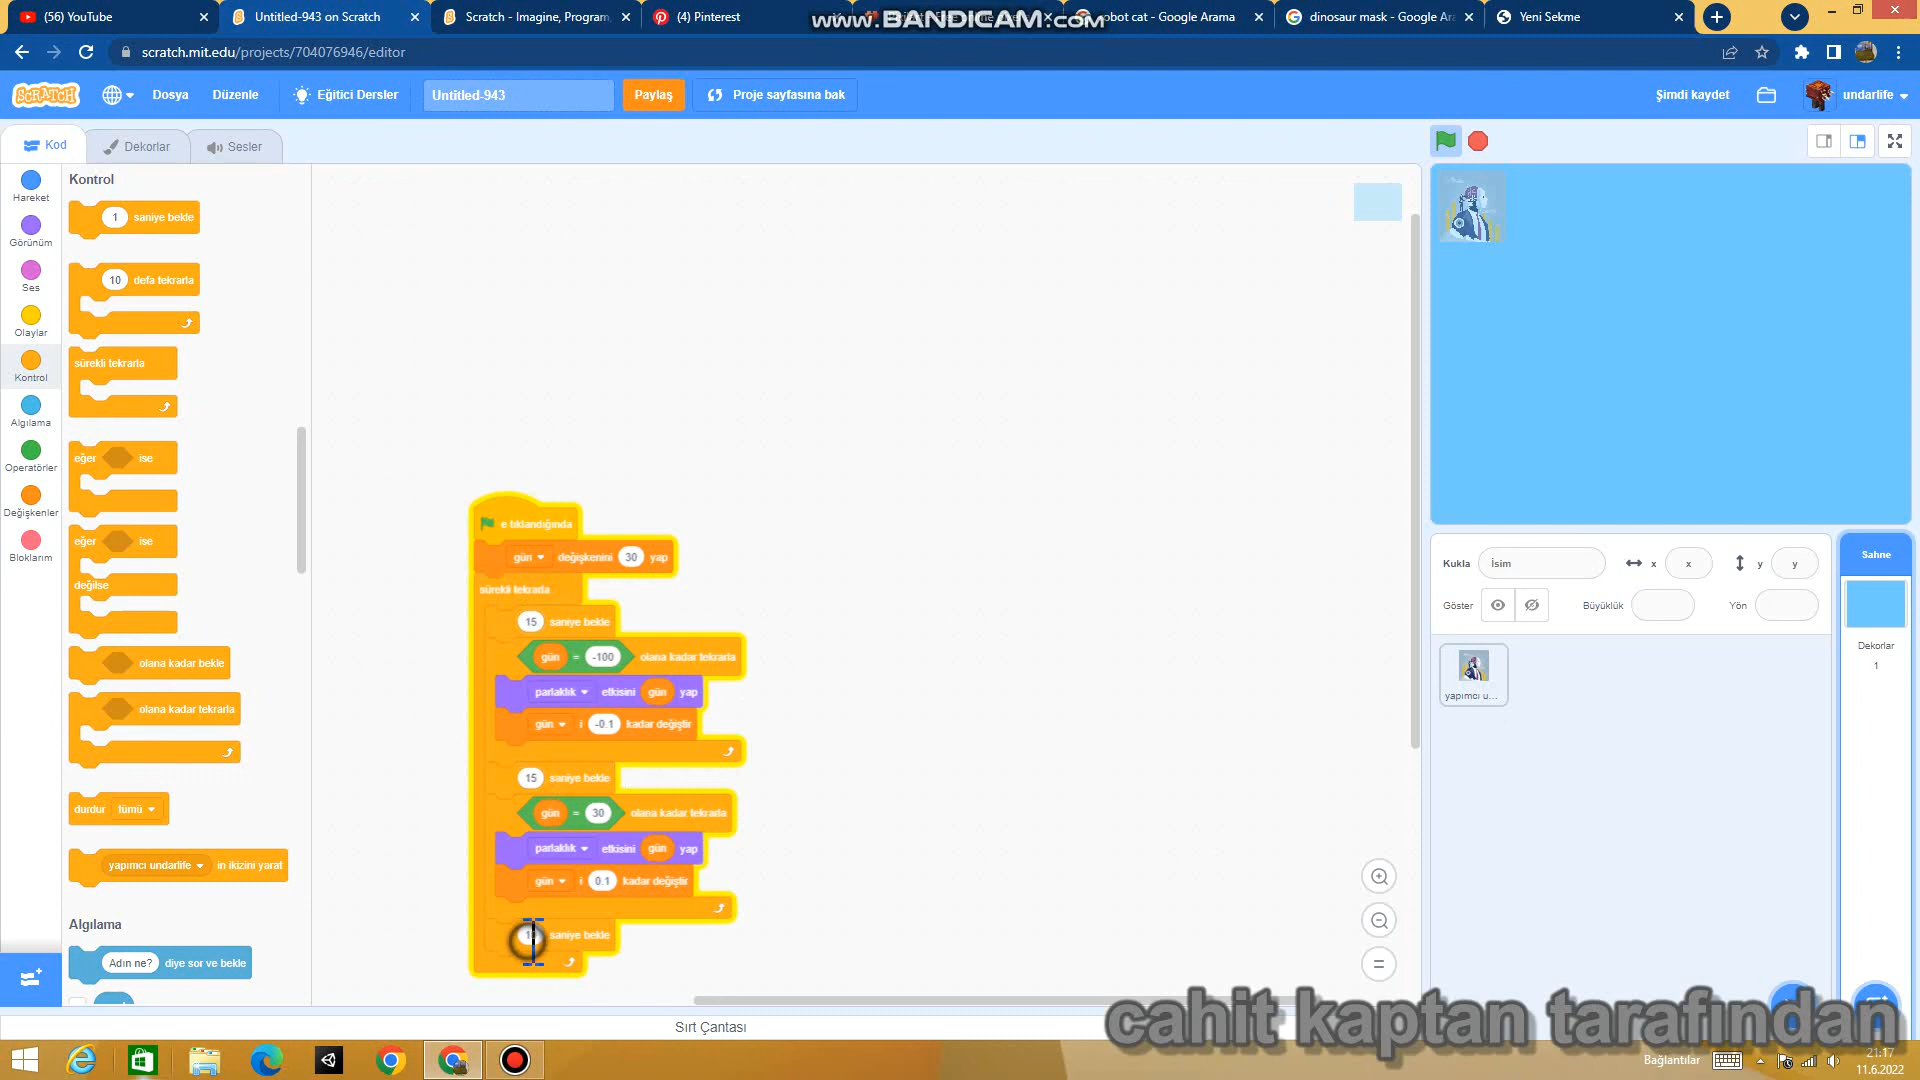 (56) YouTube
Untitled-943 on Scratch
Scratch - Imagine, Program,
(4) Pinterest
www.BANDICAM.com
robot cat - Google Arama
dinosaur mask - Google Ar
Yeni Sekme
scratch.mit.edu/projects/704076946/editor
SCRATCH
Dosya
Düzenle
Eğitici Dersler
Untitled-943
Paylaş
Proje sayfasına bak
Şimdi kaydet
undarlife
Kod
Dekorlar
Sesler
Hareket
Görünüm
Ses
Olaylar
Kontrol
Algılama
Operatörler
Değişkenler
Bloklarım
Kontrol
1 saniye bekle
10 defa tekrarla
sürekli tekrarla
eğer ise
eğer ise
değilse
olana kadar bekle
olana kadar tekrarla
durdur tümü
yapımcı undarlife in ikizini yarat
Algılama
Adın ne? diye sor ve bekle
e tıklandığında
gün değişkenini 30 yap
sürekli tekrarla
15 saniye bekle
gün = -100 olana kadar tekrarla
parlaklık etkisini gün yap
gün i -0.1 kadar değiştir
15 saniye bekle
gün = 30 olana kadar tekrarla
parlaklık etkisini gün yap
gün i 0.1 kadar değiştir
saniye bekle
Sırt Çantası
Kukla İsim x x y y
Göster Büyüklük Yön
yapımcı u...
Sahne
Dekorlar
1
cahit kaptan tarafından
Bağlantılar
21:17
11.6.2022